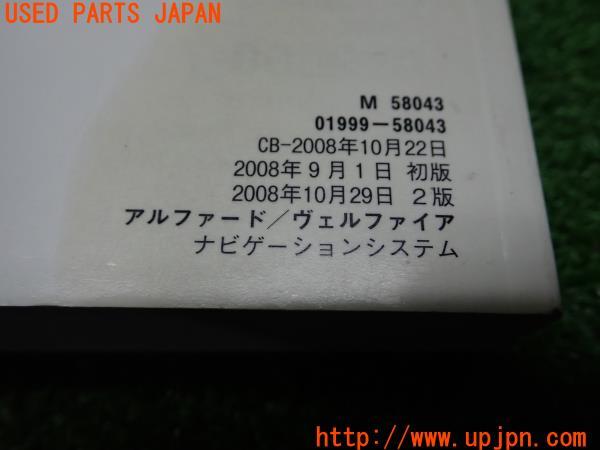 USED PARTS JAPAN
M 58043
01999-58043
CB-2008年10月22日
2008年9月1日 初版
2008年10月29日 2版
アルファード/ヴェルファイア
ナビゲーションシステム
http://www.upjpn.com